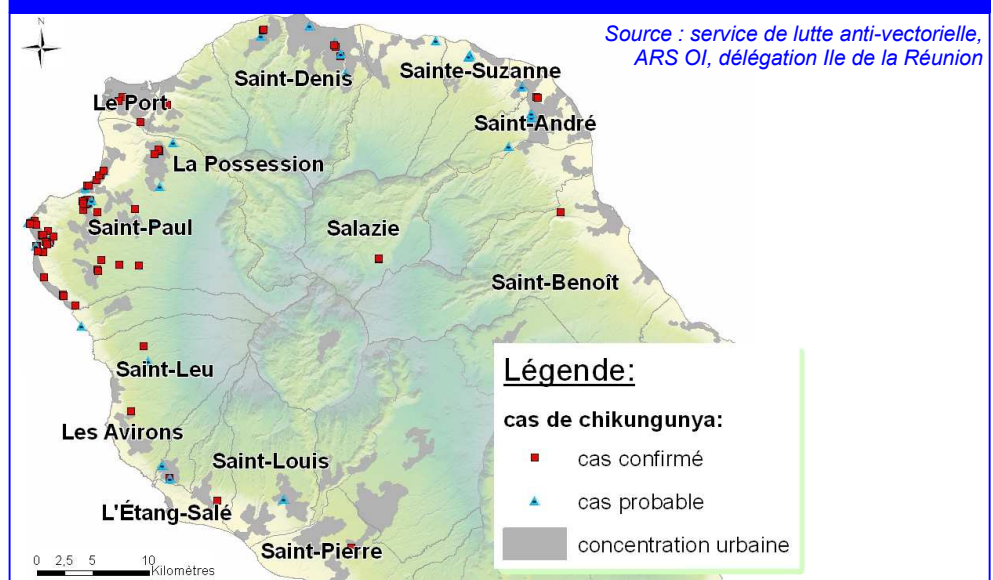 Source : service de lutte anti-vectorielle,
ARS OI, délégation Ile de la Réunion
N
Saint-Denis
Sainte-Suzanne
Le Port
Saint-André
La Possession
Saint-Paul
Salazie
Saint-Benoît
Saint-Leu
Les Avirons
Saint-Louis
L'Étang-Salé
Saint-Pierre
0 2,5 5 10
Kilomètres
Légende:
cas de chikungunya:
cas confirmé
cas probable
concentration urbaine